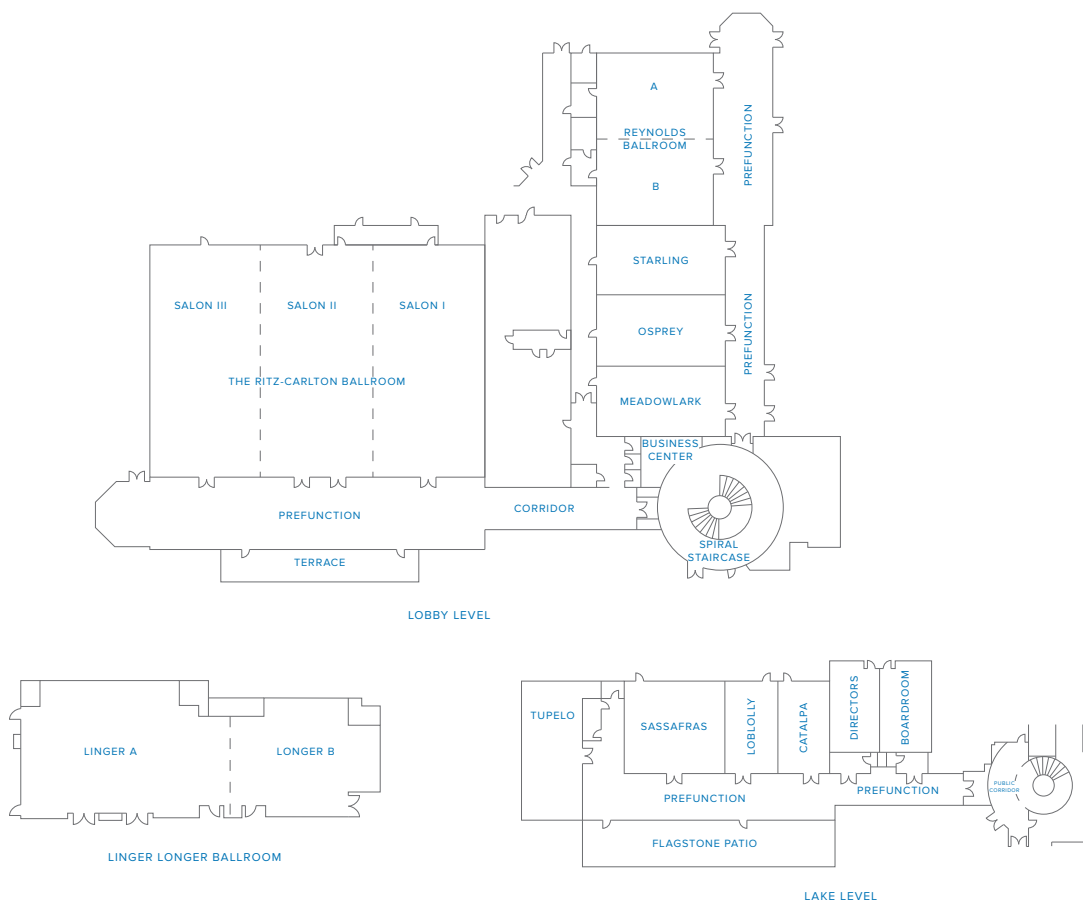 A
REYNOLDS
BALLROOM
B
PREFUNCTION
STARLING
OSPREY
MEADOWLARK
PREFUNCTION
BUSINESS
CENTER
SALON III
SALON II
SALON I
THE RITZ-CARLTON BALLROOM
PREFUNCTION
CORRIDOR
TERRACE
SPIRAL
STAIRCASE
LOBBY LEVEL
LINGER A
LONGER B
LINGER LONGER BALLROOM
TUPELO
SASSAFRAS
LOBLOLLY
CATALPA
DIRECTORS
BOARDROOM
PREFUNCTION
PREFUNCTION
PUBLIC
CORRIDOR
FLAGSTONE PATIO
LAKE LEVEL